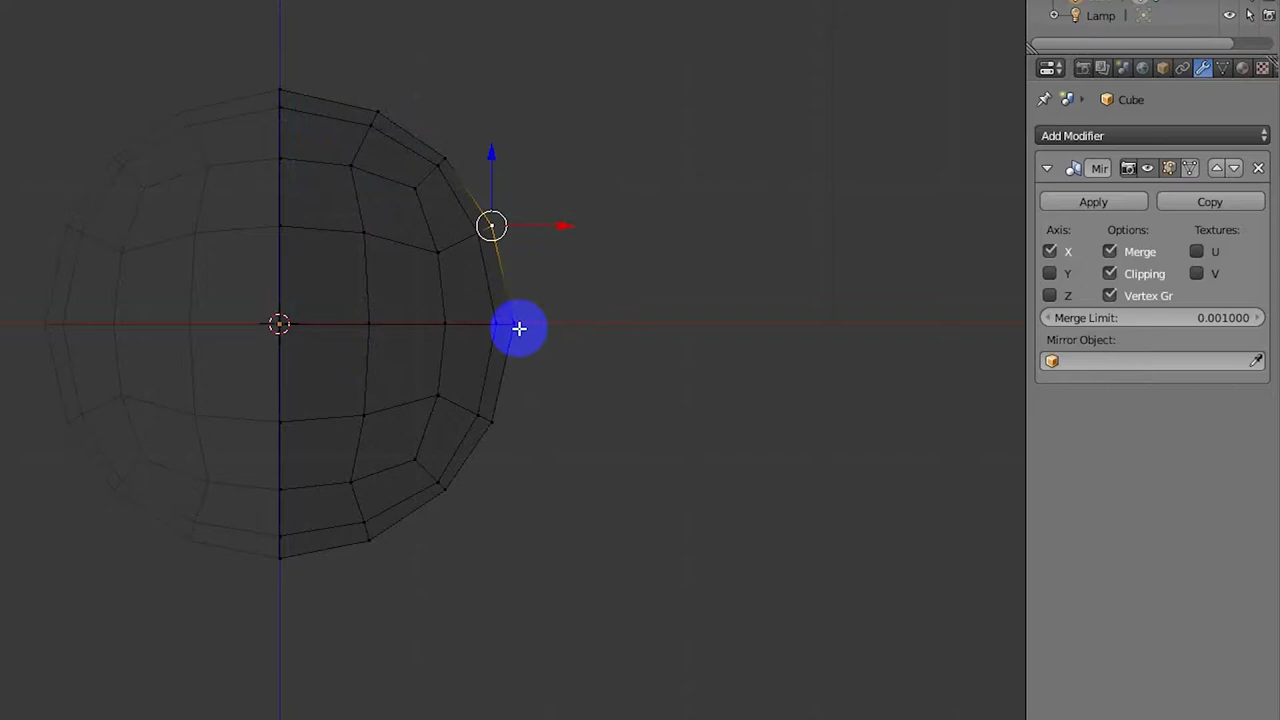 Lamp
Cube
Add Modifier
Mir
Apply Copy
Axis: Options: Textures:
X Merge U
Y Clipping V
Z Vertex Gr
Merge Limit: 0.001000
Mirror Object: